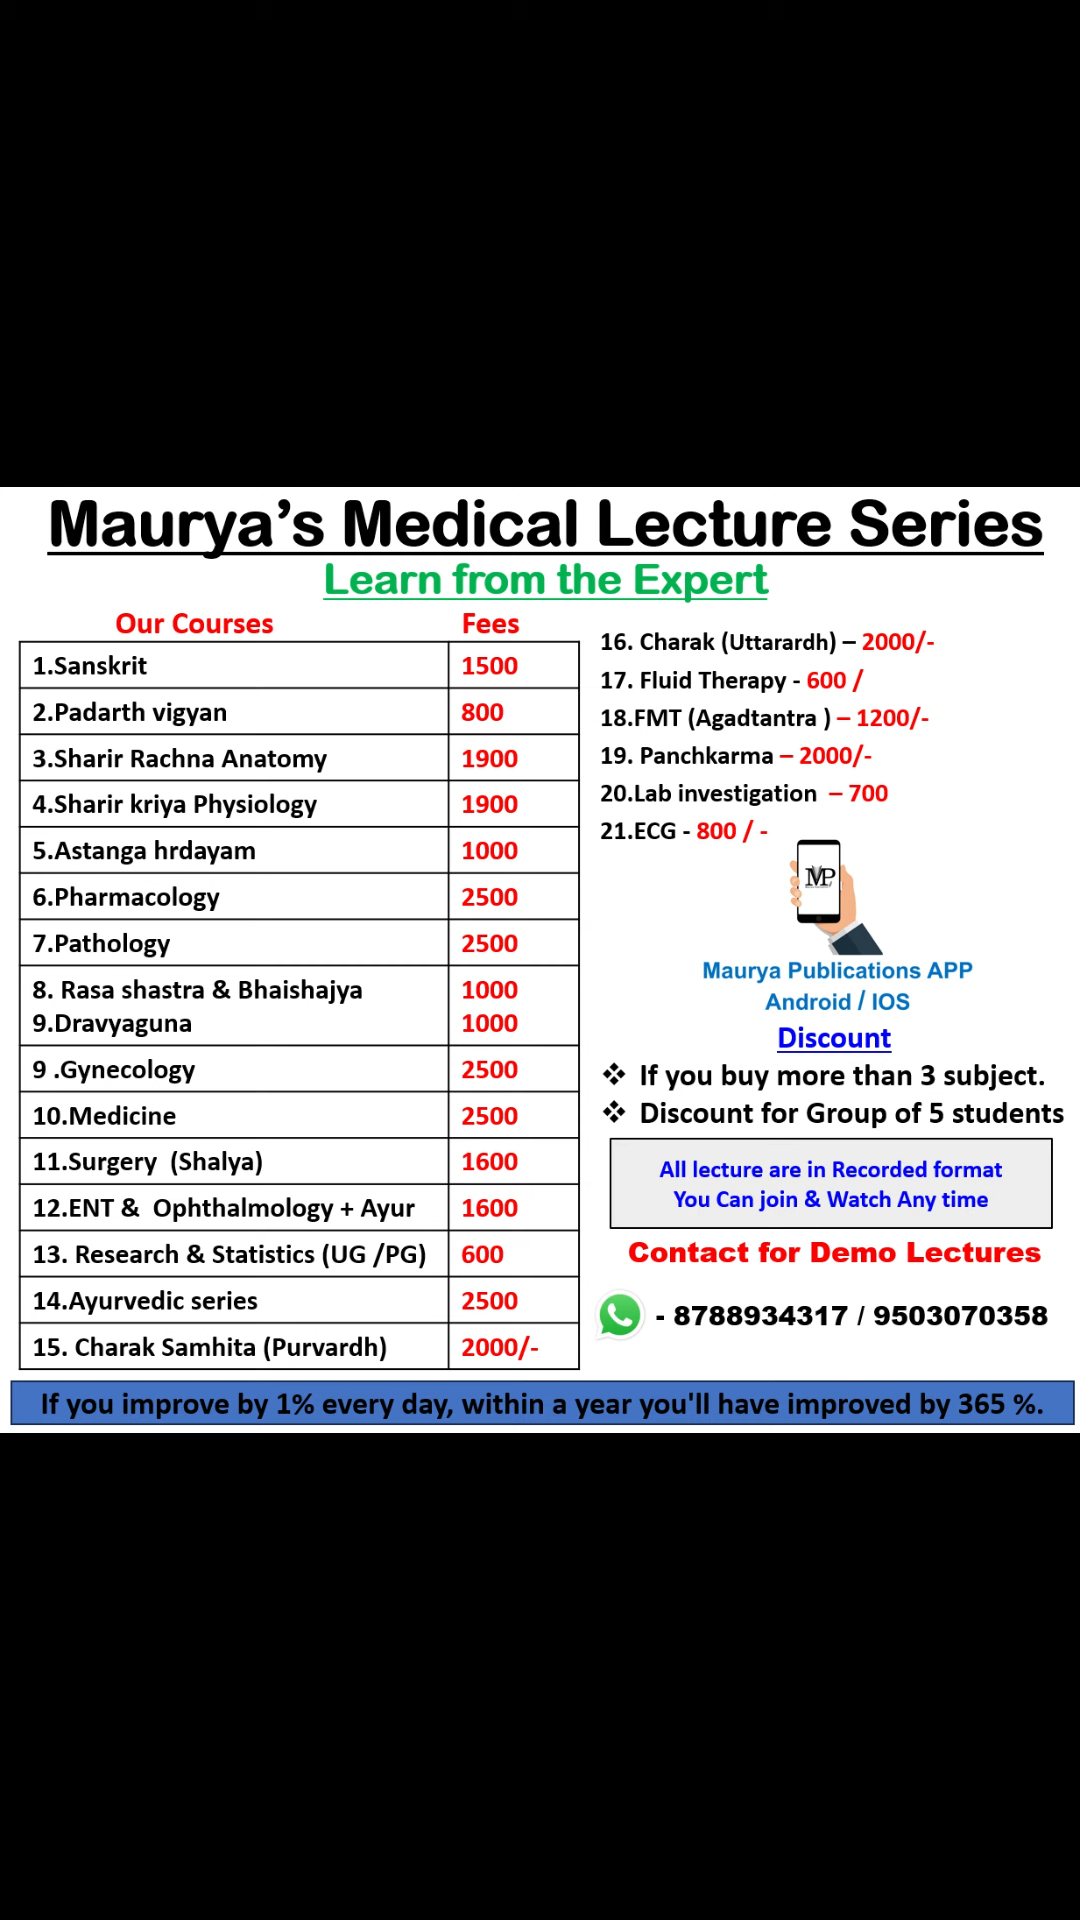 Maurya’s Medical Lecture Series
Learn from the Expert
Our Courses Fees
1.Sanskrit 1500
2.Padarth vigyan 800
3.Sharir Rachna Anatomy 1900
4.Sharir kriya Physiology 1900
5.Astanga hrdayam 1000
6.Pharmacology 2500
7.Pathology 2500
8. Rasa shastra & Bhaishajya 1000
9.Dravyaguna 1000
9 .Gynecology 2500
10.Medicine 2500
11.Surgery (Shalya) 1600
12.ENT & Ophthalmology + Ayur 1600
13. Research & Statistics (UG /PG) 600
14.Ayurvedic series 2500
15. Charak Samhita (Purvardh) 2000/-
16. Charak (Uttarardh) – 2000/-
17. Fluid Therapy - 600 /
18.FMT (Agadtantra ) – 1200/-
19. Panchkarma – 2000/-
20.Lab investigation – 700
21.ECG - 800 / -
MP
Maurya Publications APP
Android / IOS
Discount
❖ If you buy more than 3 subject.
❖ Discount for Group of 5 students
All lecture are in Recorded format
You Can join & Watch Any time
Contact for Demo Lectures
- 8788934317 / 9503070358
If you improve by 1% every day, within a year you'll have improved by 365 %.